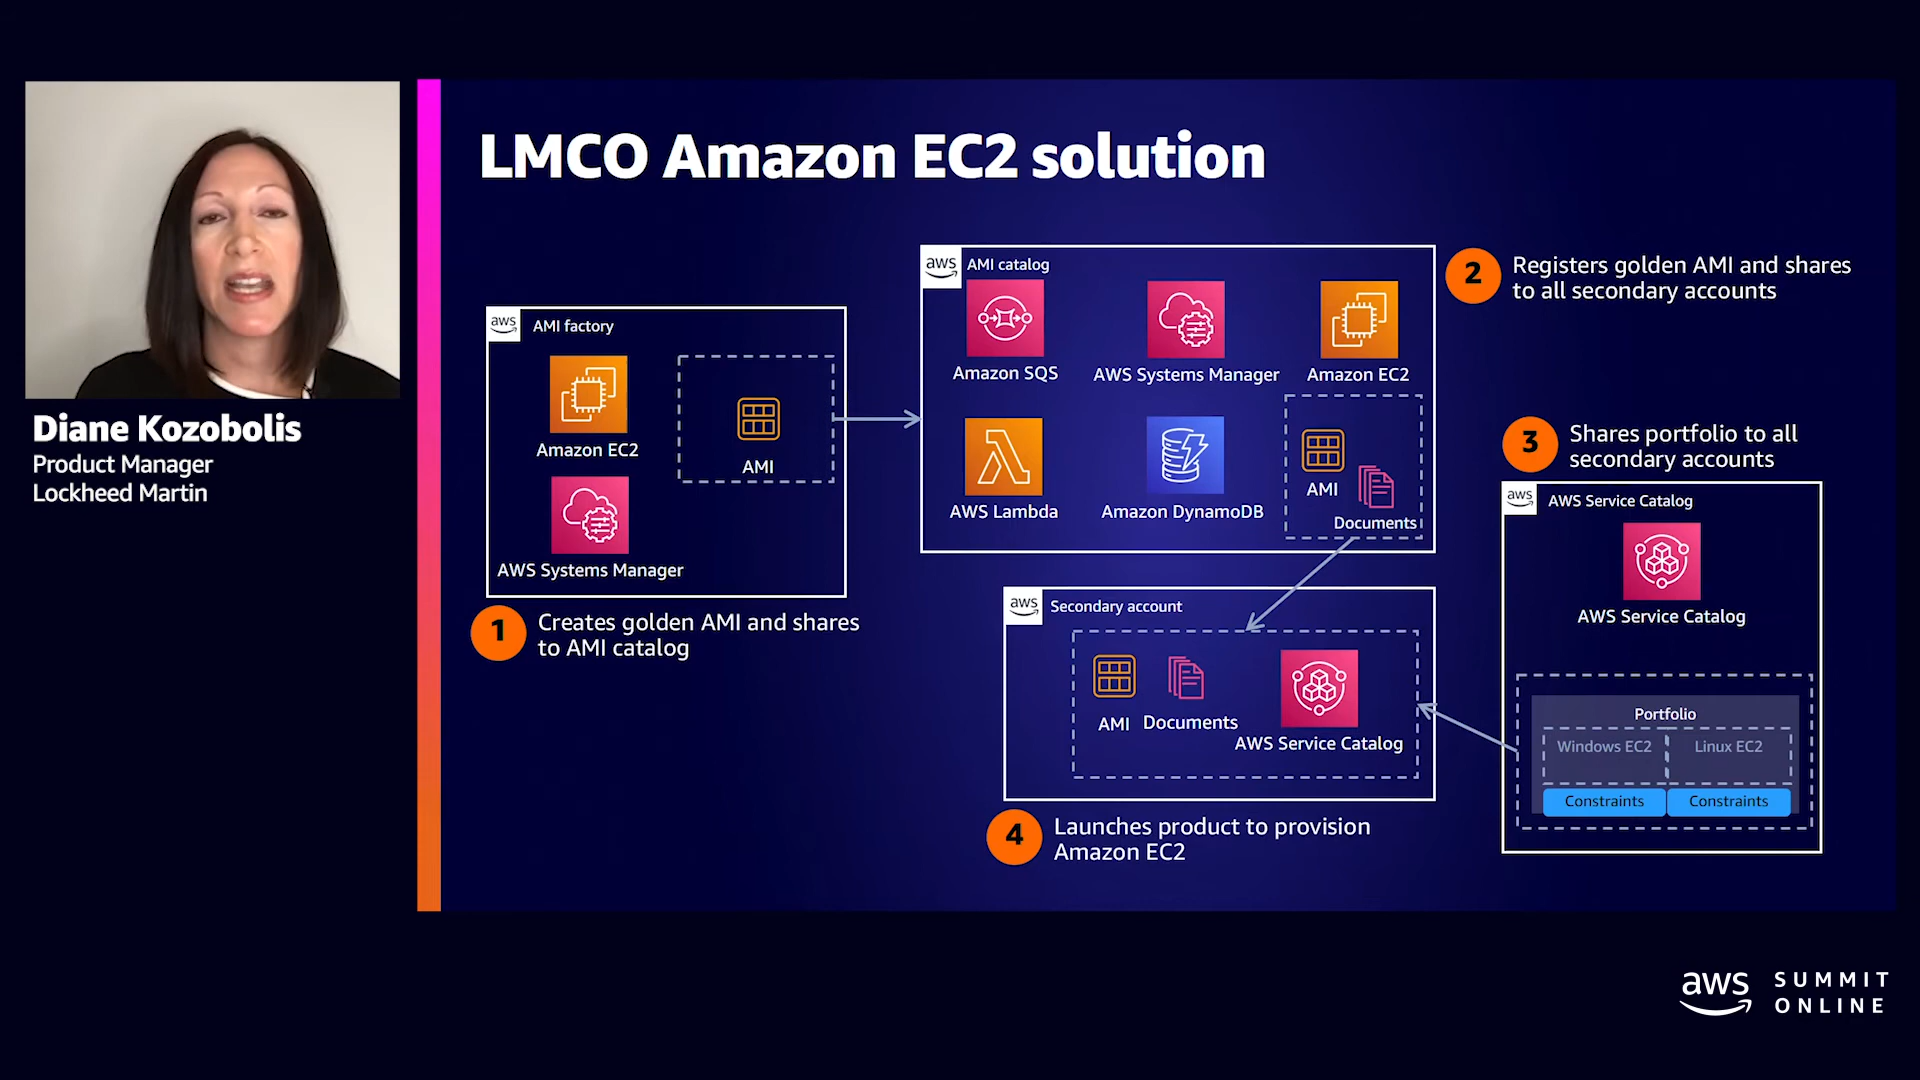 LMCO Amazon EC2 solution
Diane Kozobolis
Product Manager
Lockheed Martin
aws
AMI factory
Amazon EC2
AMI
AWS Systems Manager
1
Creates golden AMI and shares
to AMI catalog
aws
AMI catalog
Amazon SQS
AWS Systems Manager
Amazon EC2
AWS Lambda
Amazon DynamoDB
AMI
Documents
2
Registers golden AMI and shares
to all secondary accounts
3
Shares portfolio to all
secondary accounts
aws
AWS Service Catalog
AWS Service Catalog
Portfolio
Windows EC2
Linux EC2
Constraints
Constraints
aws
Secondary account
AMI
Documents
AWS Service Catalog
4
Launches product to provision
Amazon EC2
aws
SUMMIT
ONLINE